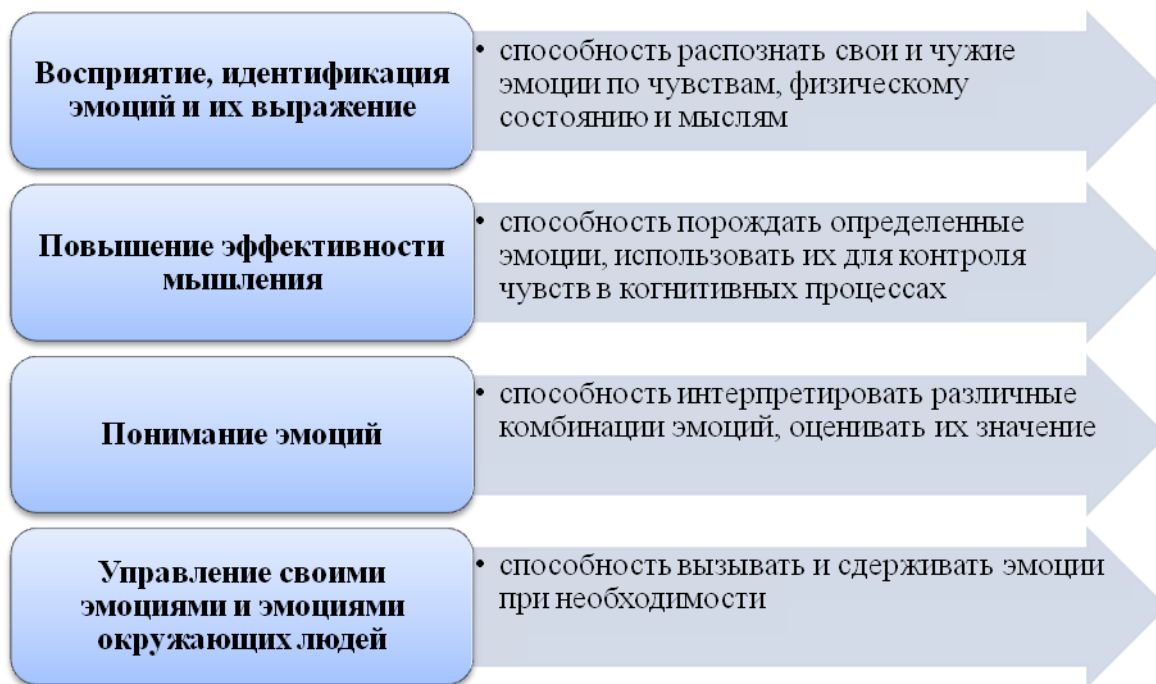 Восприятие, идентификация
эмоций и их выражение
• способность распознать свои и чужие
эмоции по чувствам, физическому
состоянию и мыслям
Повышение эффективности
мышления
• способность порождать определенные
эмоции, использовать их для контроля
чувств в когнитивных процессах
Понимание эмоций
• способность интерпретировать различные
комбинации эмоций, оценивать их значение
Управление своими
эмоциями и эмоциями
окружающих людей
• способность вызывать и сдерживать эмоции
при необходимости